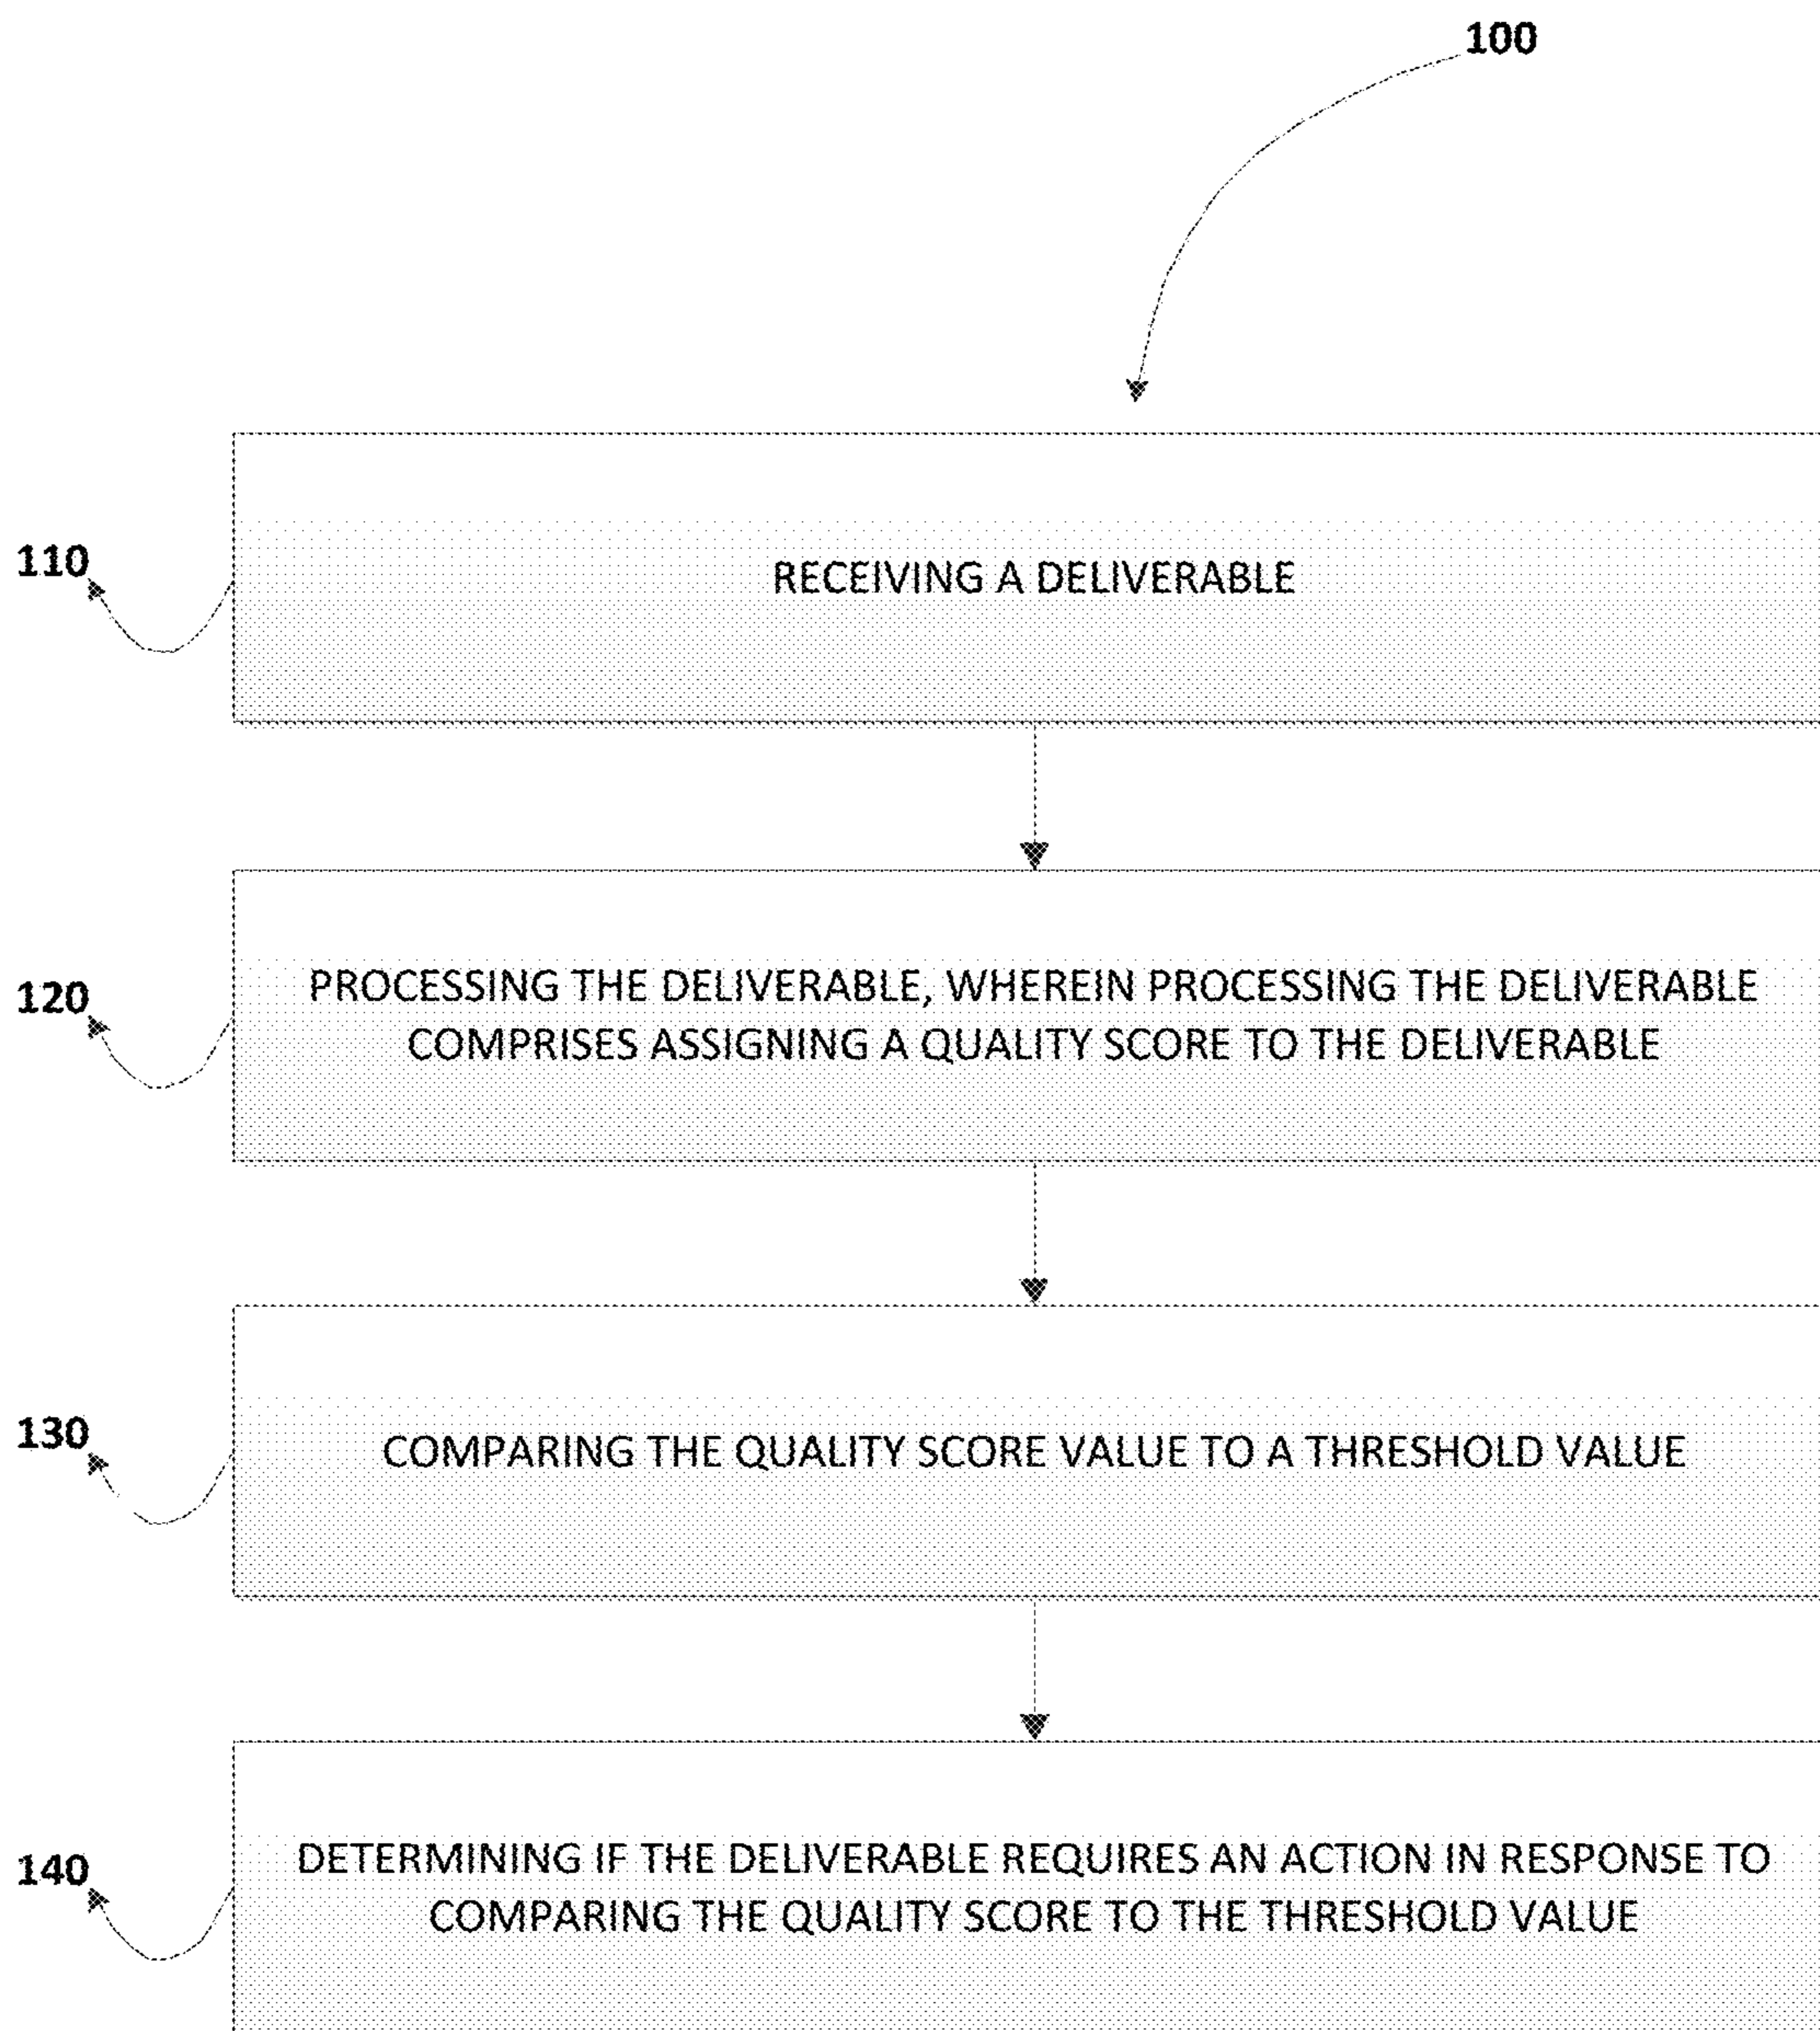 100
110
RECEIVING A DELIVERABLE
120
PROCESSING THE DELIVERABLE, WHEREIN PROCESSING THE DELIVERABLE
COMPRISES ASSIGNING A QUALITY SCORE TO THE DELIVERABLE
130
COMPARING THE QUALITY SCORE VALUE TO A THRESHOLD VALUE
140
DETERMINING IF THE DELIVERABLE REQUIRES AN ACTION IN RESPONSE TO
COMPARING THE QUALITY SCORE TO THE THRESHOLD VALUE